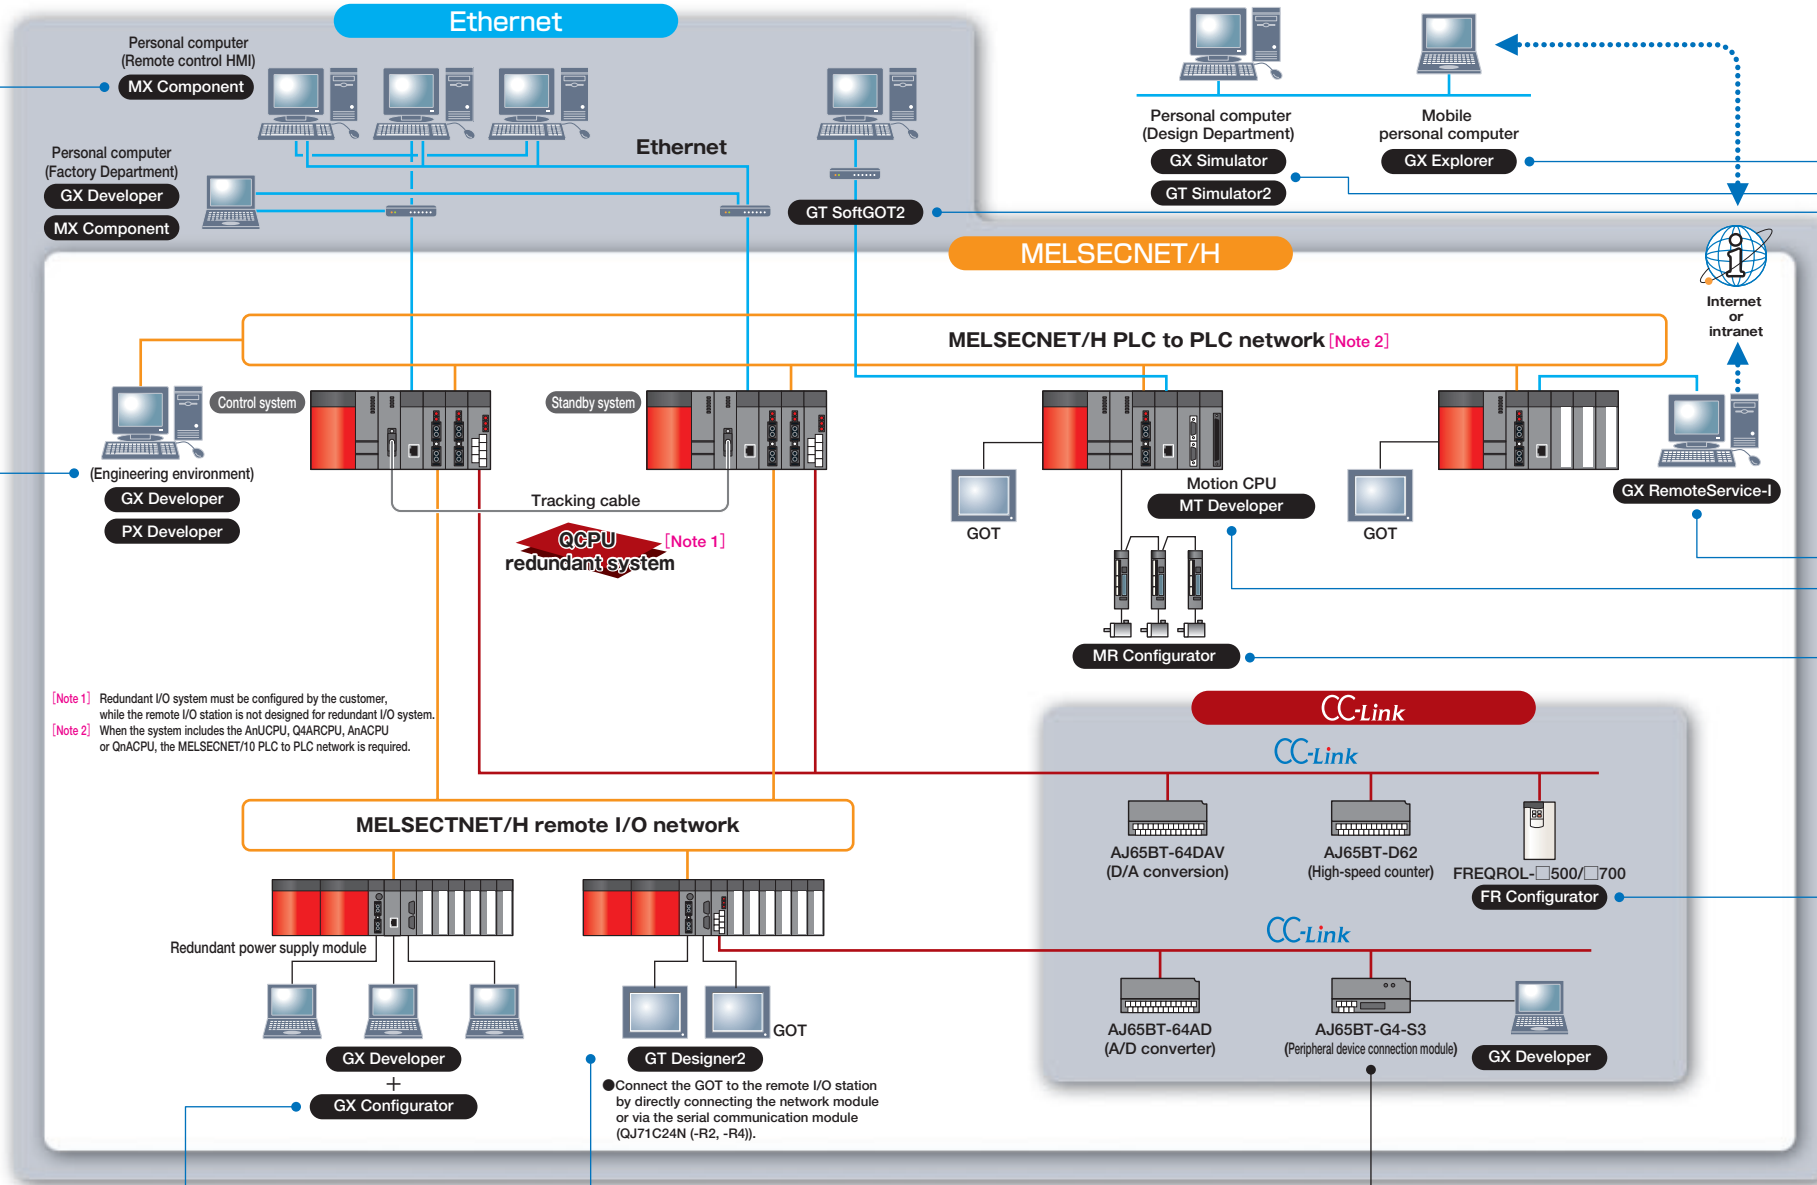 Ethernet
Personal computer
(Remote control HMI)
MX Component
Personal computer
(Factory Department)
GX Developer
MX Component
Ethernet
GT SoftGOT2
Personal computer
(Design Department)
GX Simulator
GT Simulator2
Mobile
personal computer
GX Explorer
MELSECNET/H
Internet
or
intranet
MELSECNET/H PLC to PLC network [Note 2]
Control system
Standby system
(Engineering environment)
GX Developer
PX Developer
Tracking cable
QCPU
redundant system
[Note 1]
GOT
Motion CPU
MT Developer
GOT
GX RemoteService-I
MR Configurator
[Note 1] Redundant I/O system must be configured by the customer,
while the remote I/O station is not designed for redundant I/O system.
[Note 2] When the system includes the AnUCPU, Q4ARCPU, AnACPU
or QnACPU, the MELSECNET/10 PLC to PLC network is required.
CC-Link
CC-Link
AJ65BT-64DAV
(D/A conversion)
AJ65BT-D62
(High-speed counter)
FREQROL-□500/□700
FR Configurator
MELSECTNET/H remote I/O network
Redundant power supply module
GX Developer
+
GX Configurator
GOT
GT Designer2
●Connect the GOT to the remote I/O station
by directly connecting the network module
or via the serial communication module
(QJ71C24N (-R2, -R4)).
CC-Link
AJ65BT-64AD
(A/D converter)
AJ65BT-G4-S3
(Peripheral device connection module)
GX Developer